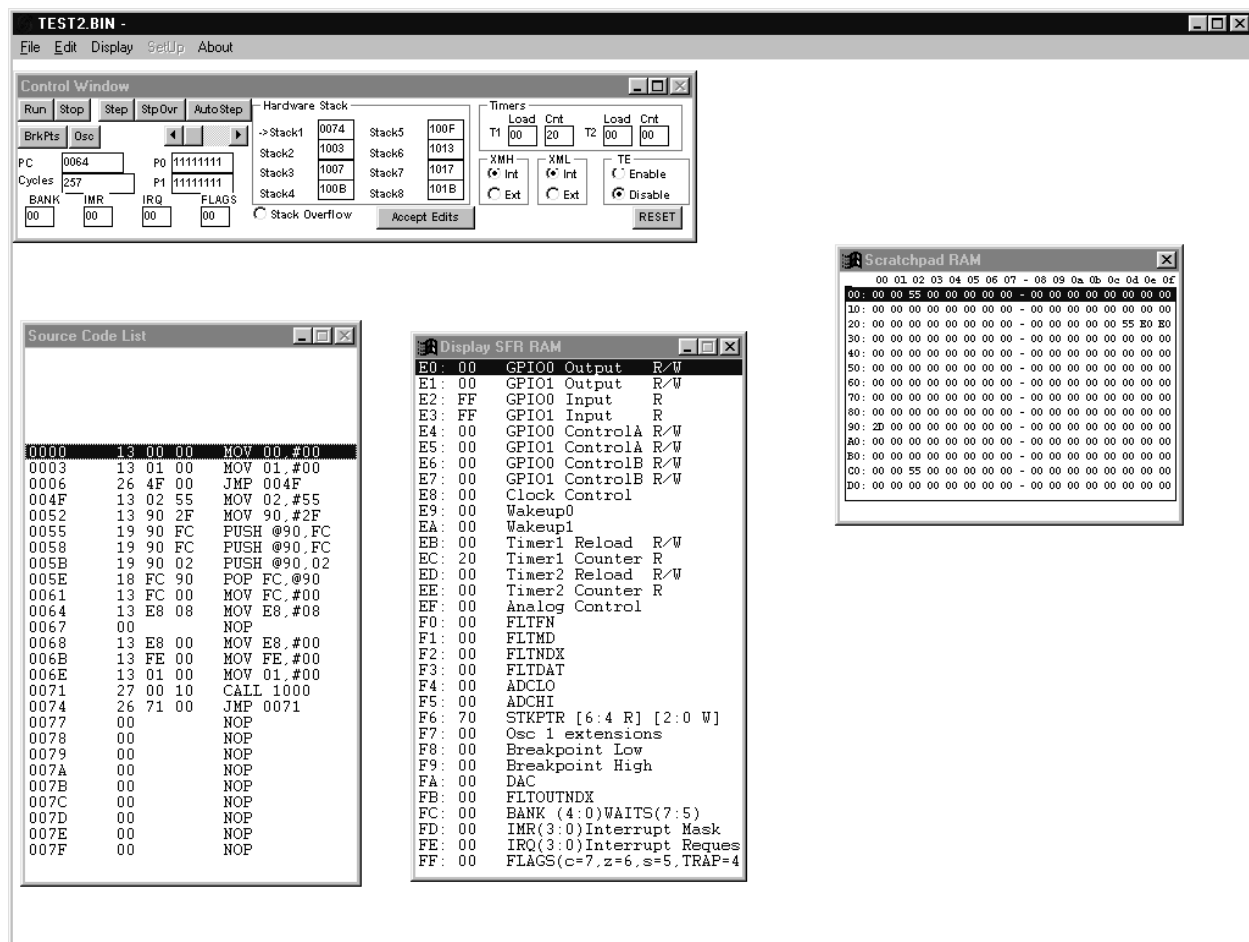 TEST2.BIN -
File Edit Display SetUp About
Control Window
Run Stop Step StpOvr AutoStep
BrkPts Osc
PC 0064 P0 11111111
Cycles 257 P1 11111111
BANK IMR IRQ FLAGS
00 00 00 00
Hardware Stack
->Stack1 0074 Stack5 100F
Stack2 1003 Stack6 1013
Stack3 1007 Stack7 1017
Stack4 100B Stack8 101B
Stack Overflow Accept Edits
Timers
Load Cnt Load Cnt
T1 00 20 T2 00 00
XMH XML TE
Int Int Enable
Ext Ext Disable
RESET
Scratchpad RAM
00 01 02 03 04 05 06 07 - 08 09 0a 0b 0c 0d 0e 0f
00: 00 00 55 00 00 00 00 00 - 00 00 00 00 00 00 00 00
10: 00 00 00 00 00 00 00 00 - 00 00 00 00 00 00 00 00
20: 00 00 00 00 00 00 00 00 - 00 00 00 00 00 55 E0 E0
30: 00 00 00 00 00 00 00 00 - 00 00 00 00 00 00 00 00
40: 00 00 00 00 00 00 00 00 - 00 00 00 00 00 00 00 00
50: 00 00 00 00 00 00 00 00 - 00 00 00 00 00 00 00 00
60: 00 00 00 00 00 00 00 00 - 00 00 00 00 00 00 00 00
70: 00 00 00 00 00 00 00 00 - 00 00 00 00 00 00 00 00
80: 00 00 00 00 00 00 00 00 - 00 00 00 00 00 00 00 00
90: 2D 00 00 00 00 00 00 00 - 00 00 00 00 00 00 00 00
A0: 00 00 00 00 00 00 00 00 - 00 00 00 00 00 00 00 00
B0: 00 00 00 00 00 00 00 00 - 00 00 00 00 00 00 00 00
C0: 00 00 55 00 00 00 00 00 - 00 00 00 00 00 00 00 00
D0: 00 00 00 00 00 00 00 00 - 00 00 00 00 00 00 00 00
Source Code List
0000 13 00 00 MOV 00,#00
0003 13 01 00 MOV 01,#00
0006 26 4F 00 JMP 004F
004F 13 02 55 MOV 02,#55
0052 13 90 2F MOV 90,#2F
0055 19 90 FC PUSH @90,FC
0058 19 90 FC PUSH @90,FC
005B 19 90 02 PUSH @90,02
005E 18 FC 90 POP FC,@90
0061 13 FC 00 MOV FC,#00
0064 13 E8 08 MOV E8,#08
0067 00 NOP
0068 13 E8 00 MOV E8,#00
006B 13 FE 00 MOV FE,#00
006E 13 01 00 MOV 01,#00
0071 27 00 10 CALL 1000
0074 26 71 00 JMP 0071
0077 00 NOP
0078 00 NOP
0079 00 NOP
007A 00 NOP
007B 00 NOP
007C 00 NOP
007D 00 NOP
007E 00 NOP
007F 00 NOP
Display SFR RAM
E0: 00 GPIO0 Output R/W
E1: 00 GPIO1 Output R/W
E2: FF GPIO0 Input R
E3: FF GPIO1 Input R
E4: 00 GPIO0 ControlA R/W
E5: 00 GPIO1 ControlA R/W
E6: 00 GPIO0 ControlB R/W
E7: 00 GPIO1 ControlB R/W
E8: 00 Clock Control
E9: 00 Wakeup0
EA: 00 Wakeup1
EB: 00 Timer1 Reload R/W
EC: 20 Timer1 Counter R
ED: 00 Timer2 Reload R/W
EE: 00 Timer2 Counter R
EF: 00 Analog Control
F0: 00 FLTFN
F1: 00 FLTMD
F2: 00 FLTNDX
F3: 00 FLTDAT
F4: 00 ADCLO
F5: 00 ADCHI
F6: 70 STKPTR [6:4 R] [2:0 W]
F7: 00 Osc 1 extensions
F8: 00 Breakpoint Low
F9: 00 Breakpoint High
FA: 00 DAC
FB: 00 FLTOUTNDX
FC: 00 BANK (4:0)WAITS(7:5)
FD: 00 IMR(3:0)Interrupt Mask
FE: 00 IRQ(3:0)Interrupt Reques
FF: 00 FLAGS(c=7,z=6,s=5,TRAP=4